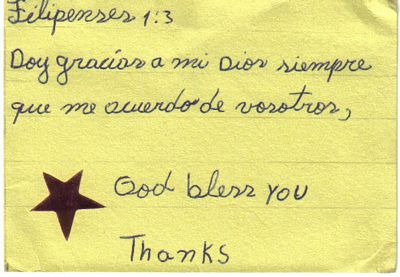 Filipenses 1:3
Doy gracias a mi Dios siempre
que me acuerdo de vosotros,
God bless you
Thanks